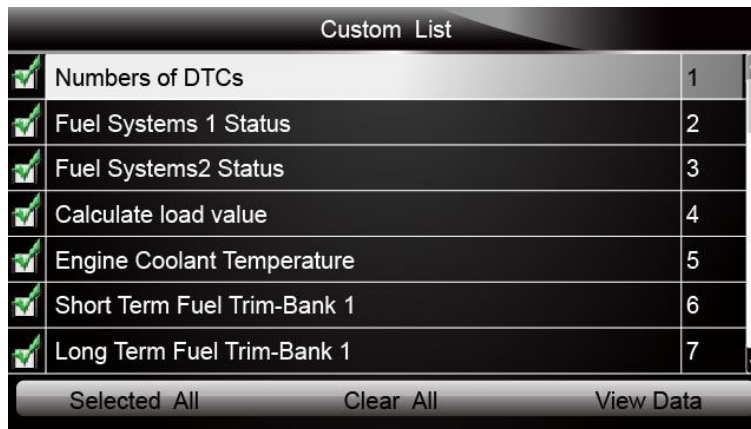 Custom List
Numbers of DTCs 1
Fuel Systems 1 Status 2
Fuel Systems2 Status 3
Calculate load value 4
Engine Coolant Temperature 5
Short Term Fuel Trim-Bank 1 6
Long Term Fuel Trim-Bank 1 7
Selected All Clear All View Data